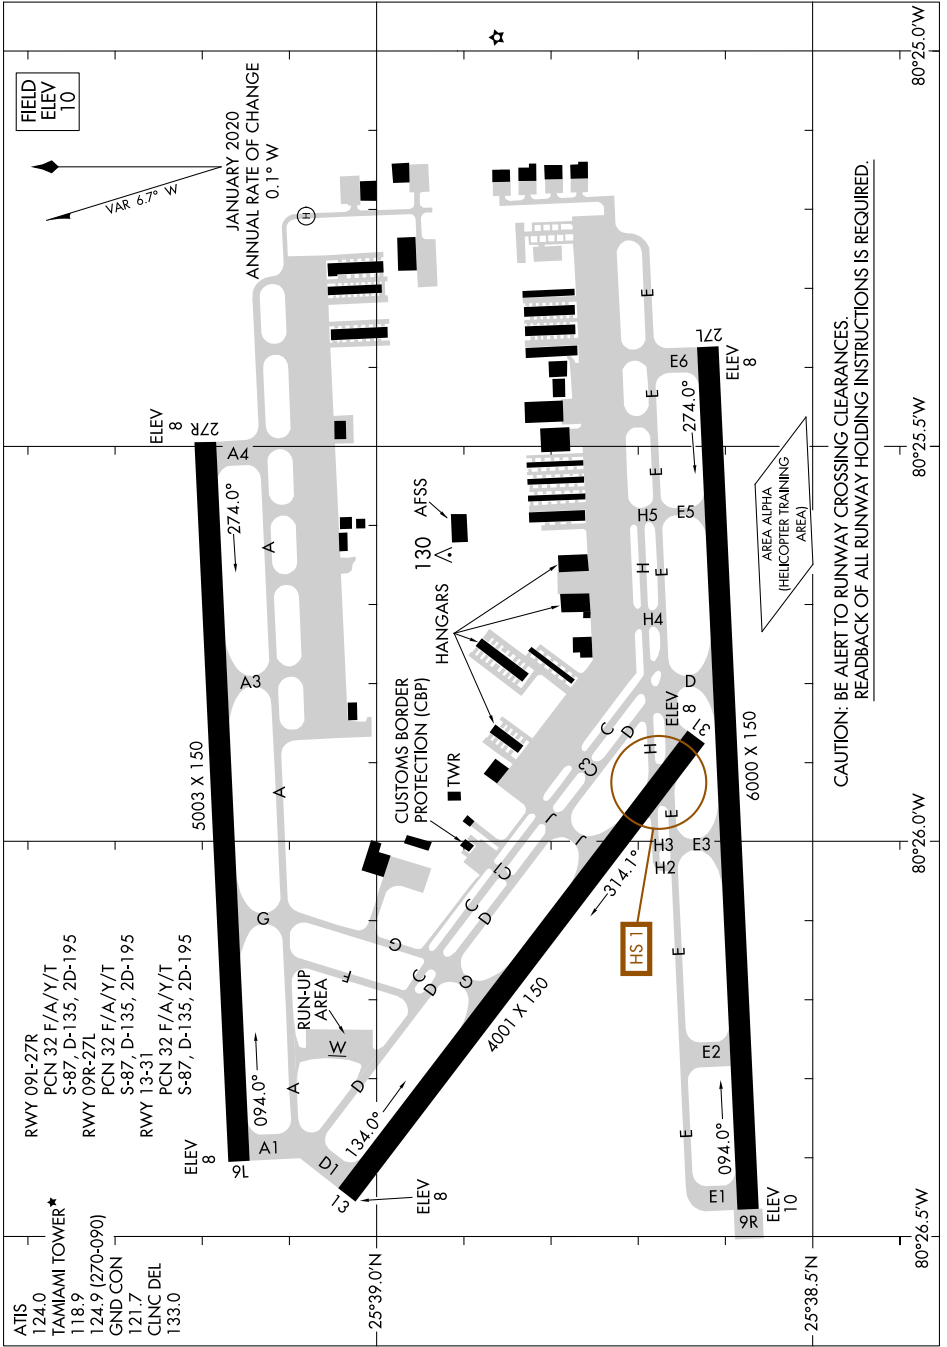 ATIS
124.0
TAMIAMI TOWER★
118.9
124.9 (270-090)
GND CON
121.7
CLNC DEL
133.0
RWY 09L-27R
PCN 32 F/A/Y/T
S-87, D-135, 2D-195
RWY 09R-27L
PCN 32 F/A/Y/T
S-87, D-135, 2D-195
RWY 13-31
PCN 32 F/A/Y/T
S-87, D-135, 2D-195
FIELD
ELEV
10
VAR 6.7° W
JANUARY 2020
ANNUAL RATE OF CHANGE
0.1° W
H
ELEV
8
9L
094.0°
5003 X 150
274.0°
27R
ELEV
8
A1
A
G
A
A3
A
A4
RUN-UP
AREA
W
F
G
D1
D
C
D
G
C
D
C1
J
J
C3
C
D
13
ELEV
8
134.0°
4001 X 150
314.1°
31
ELEV
8
CUSTOMS BORDER
PROTECTION (CBP)
TWR
HANGARS
130
AFSS
HS 1
H
H2
H3
E
E3
D
H4
H
E
H5
E5
E
E
E6
E
E1
E
E2
E
9R
ELEV
10
094.0°
6000 X 150
274.0°
27L
ELEV
8
AREA ALPHA
(HELICOPTER TRAINING
AREA)
CAUTION: BE ALERT TO RUNWAY CROSSING CLEARANCES.
READBACK OF ALL RUNWAY HOLDING INSTRUCTIONS IS REQUIRED.
25°39.0'N
25°38.5'N
80°26.5'W
80°26.0'W
80°25.5'W
80°25.0'W